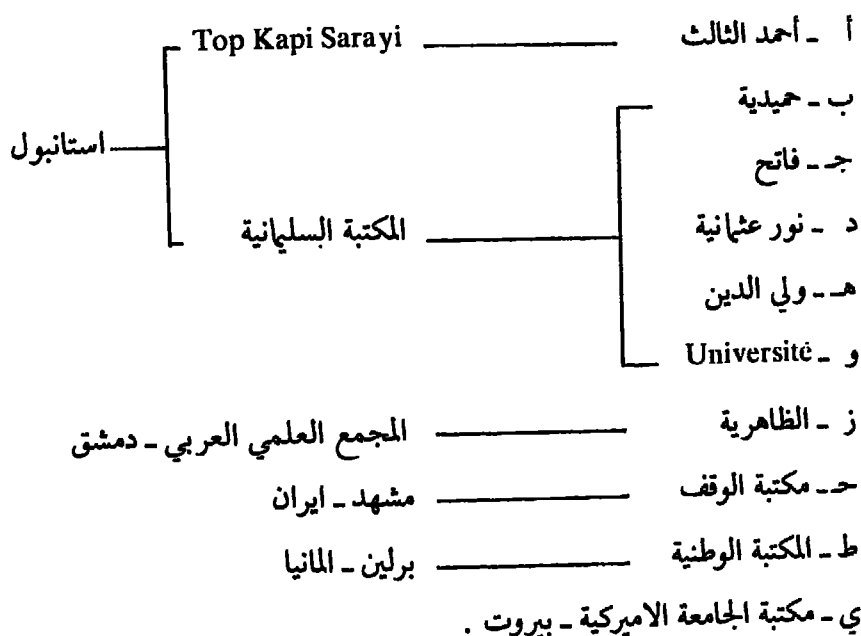 أ - أحمد الثالث Top Kapi Sarayi
ب - حميدية
استانبول
جـ - فاتح
د - نور عثمانية المكتبة السليمانية
هـ - ولي الدين
و - Université
ز - الظاهرية المجمع العلمي العربي - دمشق
حـ - مكتبة الوقف مشهد - ايران
ط - المكتبة الوطنية برلين - المانيا
ي - مكتبة الجامعة الاميركية - بيروت .